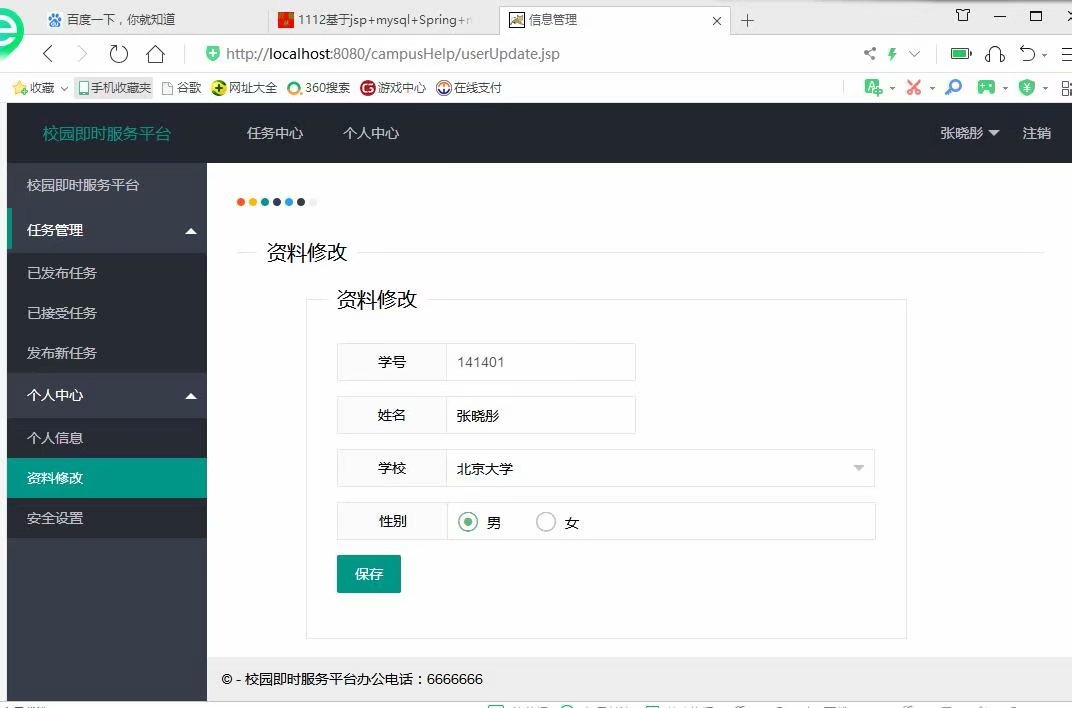 百度一下，你就知道
1112基于jsp+mysql+Spring+
信息管理
http://localhost:8080/campusHelp/userUpdate.jsp
收藏 手机收藏夹 谷歌 网址大全 360搜索 游戏中心 在线支付
校园即时服务平台 任务中心 个人中心 张晓彤 注销
校园即时服务平台
任务管理
已发布任务
已接受任务
发布新任务
个人中心
个人信息
资料修改
安全设置
资料修改
资料修改
学号 141401
姓名 张晓彤
学校 北京大学
性别 男 女
保存
© - 校园即时服务平台办公电话：6666666